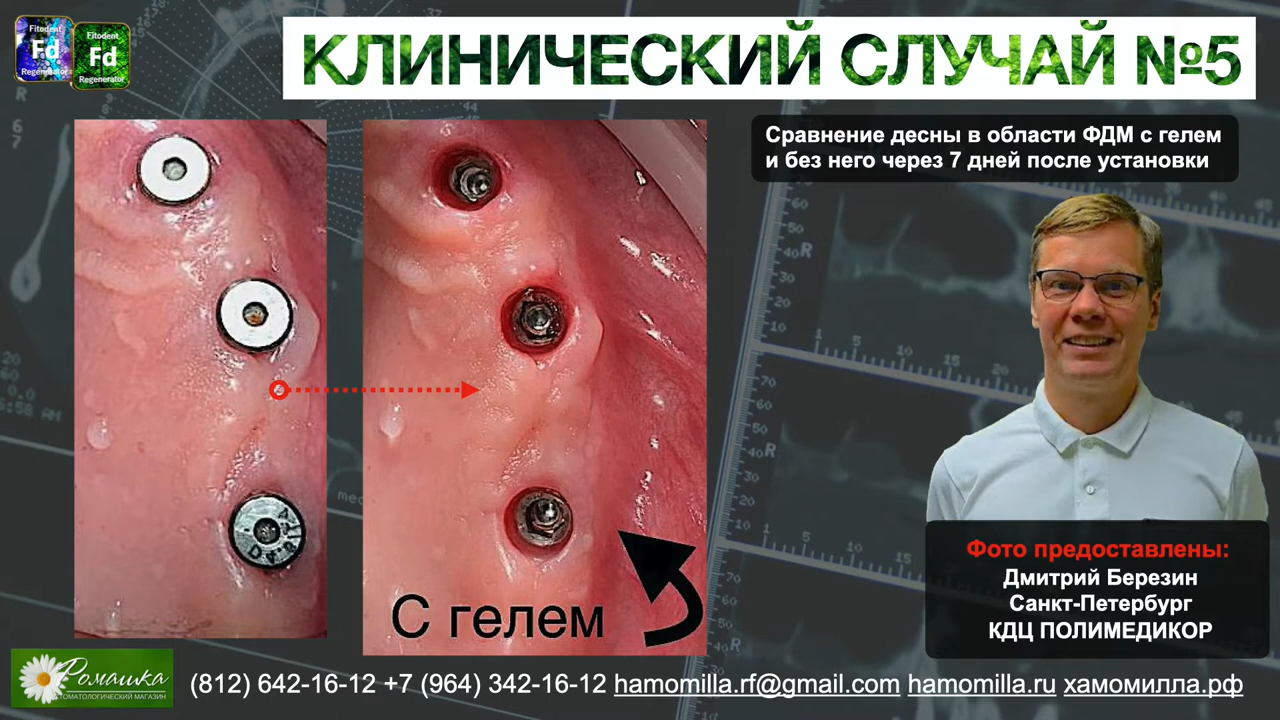 Fitodent
Fd
Regenerator
Fitodent
Fd
Regenerator
КЛИНИЧЕСКИЙ СЛУЧАЙ №5
Сравнение десны в области ФДМ с гелем
и без него через 7 дней после установки
С гелем
Фото предоставлены:
Дмитрий Березин
Санкт-Петербург
КДЦ ПОЛИМЕДИКОР
Ромашка
СТОМАТОЛОГИЧЕСКИЙ МАГАЗИН
(812) 642-16-12 +7 (964) 342-16-12 hamomilla.rf@gmail.com hamomilla.ru хамомилла.рф